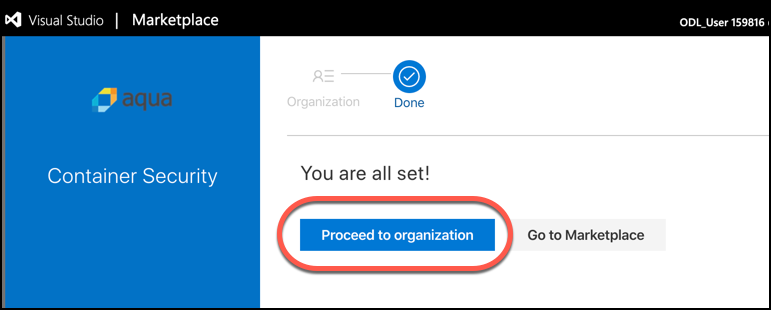 Visual Studio | Marketplace
ODL_User 159816
aqua
Container Security
Organization
Done
You are all set!
Proceed to organization
Go to Marketplace